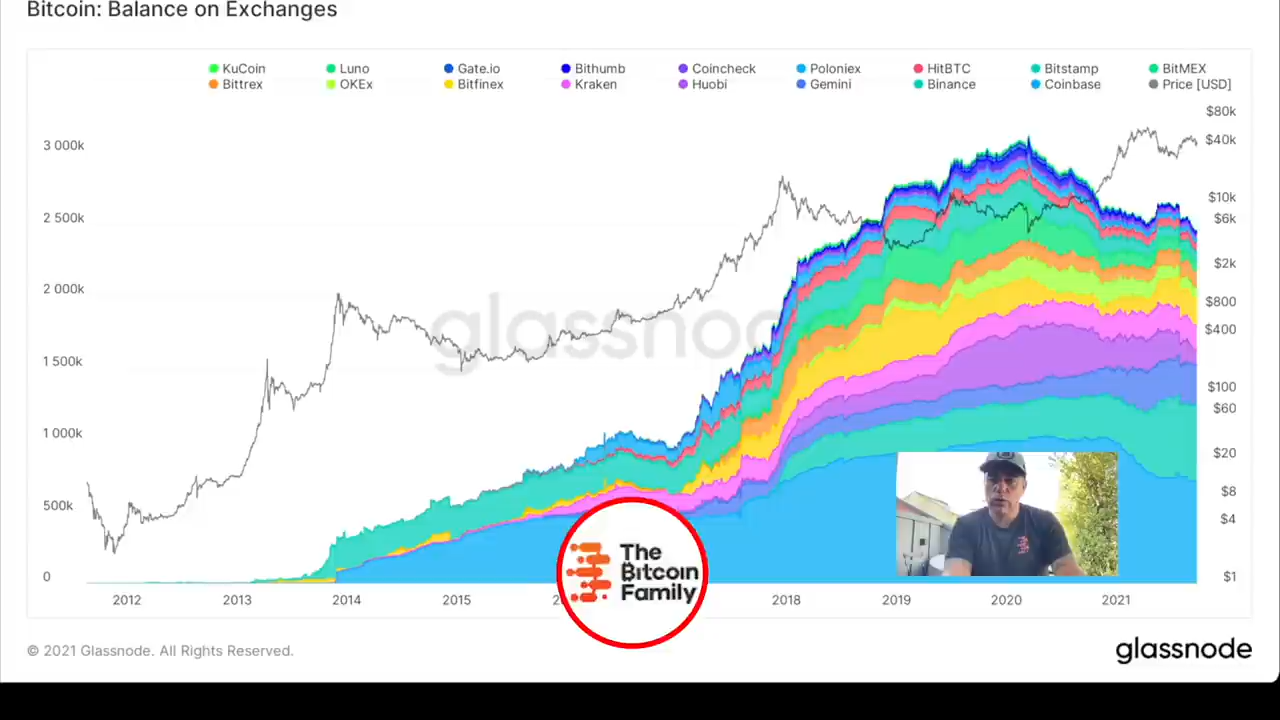 Bitcoin: Balance on Exchanges
KuCoin Luno Gate.io Bithumb Coincheck Poloniex HitBTC Bitstamp BitMEX
Bittrex OKEx Bitfinex Kraken Huobi Gemini Binance Coinbase Price [USD]
$80k
3 000k $40k
$10k
2 500k $6k
$2k
2 000k $800
glassno
$400
1 500k
$100
$60
1 000k
$20
500k $8
$4
0 $1
The
Bitcoin
Family
2012 2013 2014 2015 2018 2019 2020 2021
© 2021 Glassnode. All Rights Reserved.
glassnode